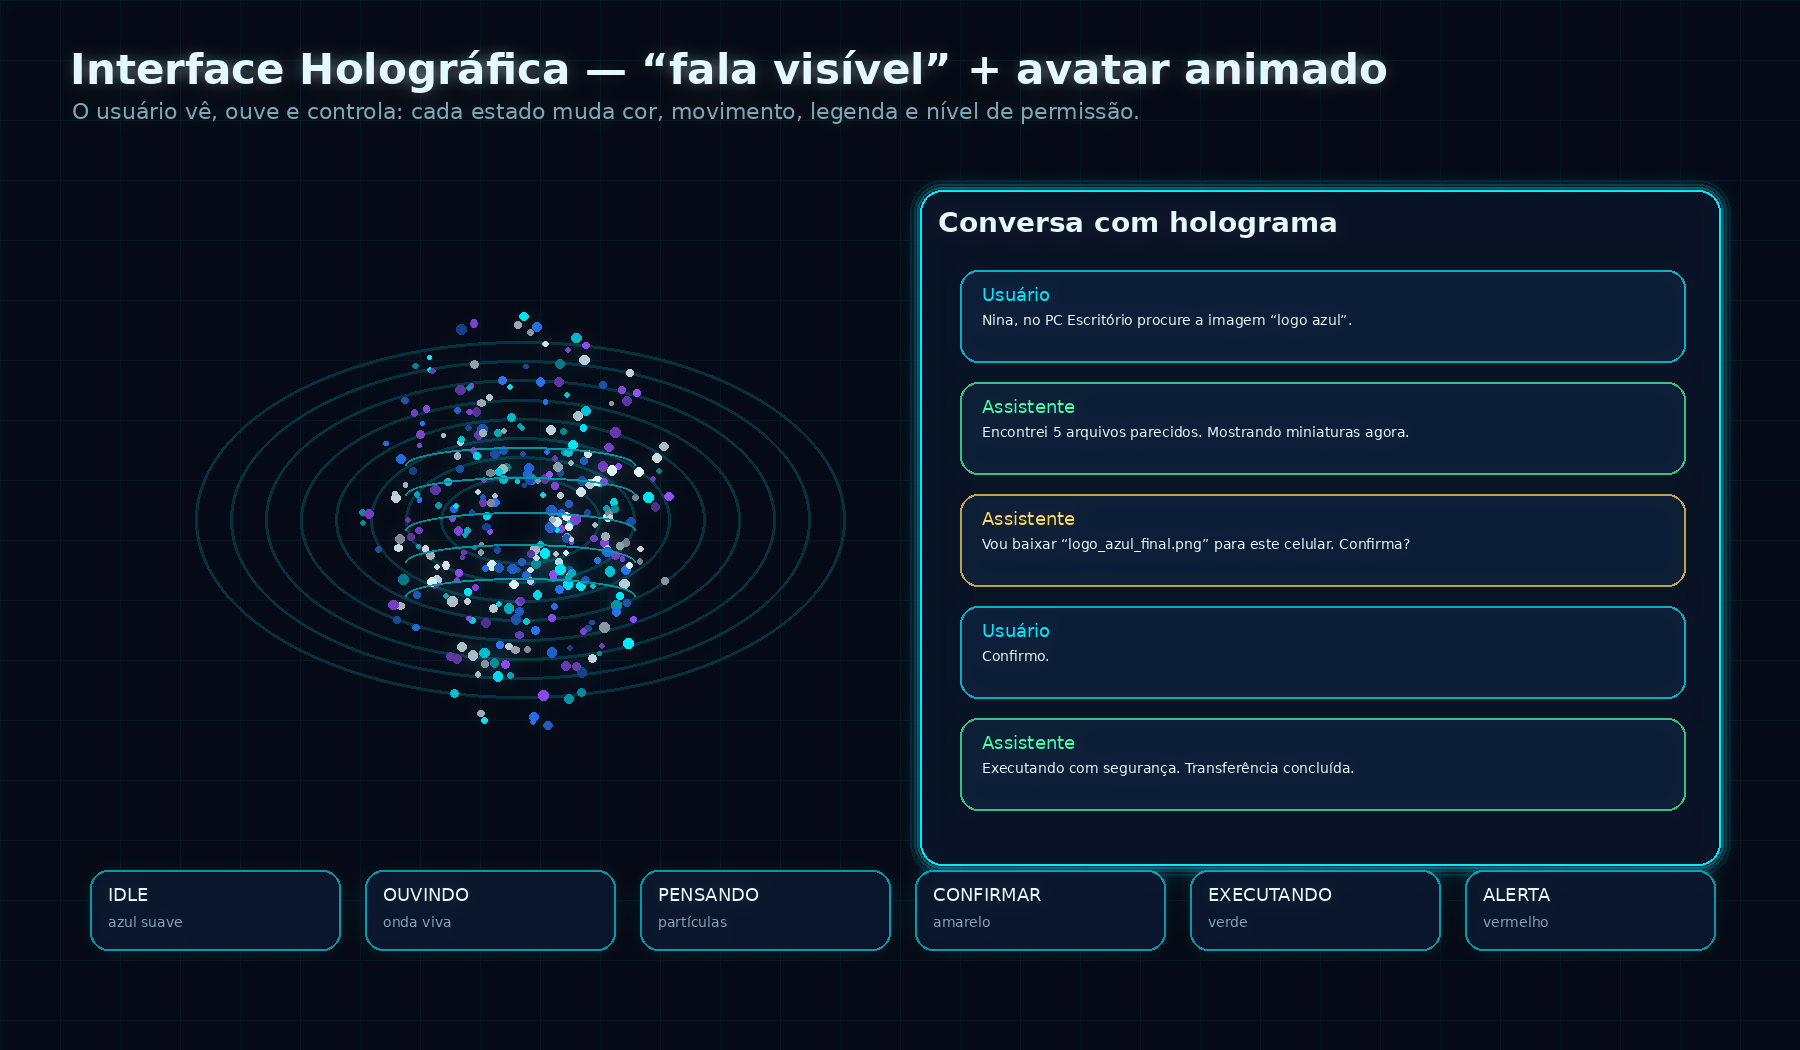 Interface Holográfica — “fala visível” + avatar animado
O usuário vê, ouve e controla: cada estado muda cor, movimento, legenda e nível de permissão.
Conversa com holograma
Usuário
Nina, no PC Escritório procure a imagem “logo azul”.
Assistente
Encontrei 5 arquivos parecidos. Mostrando miniaturas agora.
Assistente
Vou baixar “logo_azul_final.png” para este celular. Confirma?
Usuário
Confirmo.
Assistente
Executando com segurança. Transferência concluída.
IDLE
azul suave
OUVINDO
onda viva
PENSANDO
partículas
CONFIRMAR
amarelo
EXECUTANDO
verde
ALERTA
vermelho